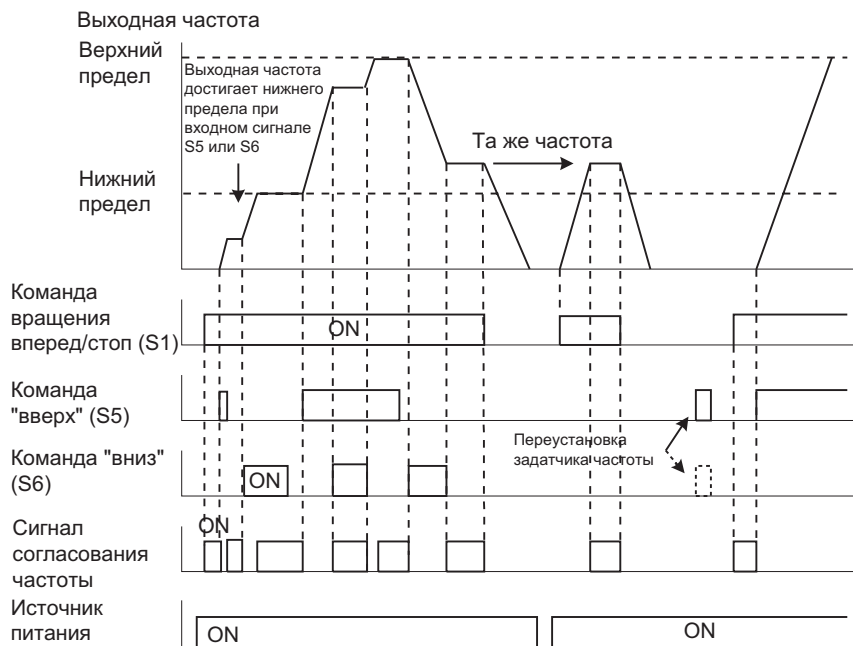 Выходная частота
Верхний
предел
Выходная частота
достигает нижнего
предела при
входном сигнале
S5 или S6
Та же частота
Нижний
предел
Команда
вращения
вперед/стоп (S1)
ON
Команда
"вверх" (S5)
Переустановка
задатчика частоты
Команда "вниз"
(S6)
ON
ON
Сигнал
согласования
частоты
Источник
питания
ON
ON